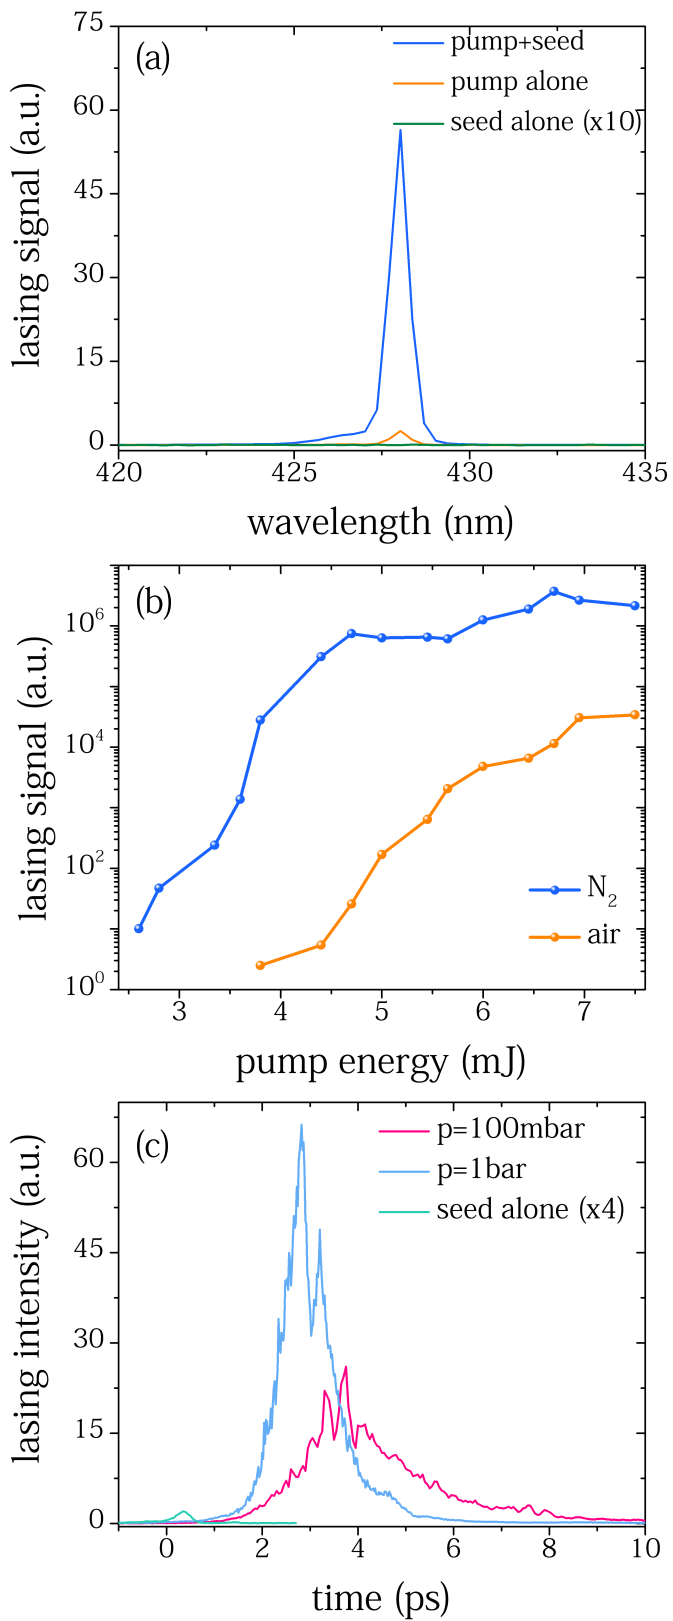 (a)
pump+seed
pump alone
seed alone (x10)
75
60
45
30
15
0
lasing signal (a.u.)
420 425 430 435
wavelength (nm)
(b)
10^6
10^4
10^2
10^0
lasing signal (a.u.)
N₂
air
3 4 5 6 7
pump energy (mJ)
(c)
p=100mbar
p=1bar
seed alone (x4)
60
45
30
15
0
lasing intensity (a.u.)
0 2 4 6 8 10
time (ps)